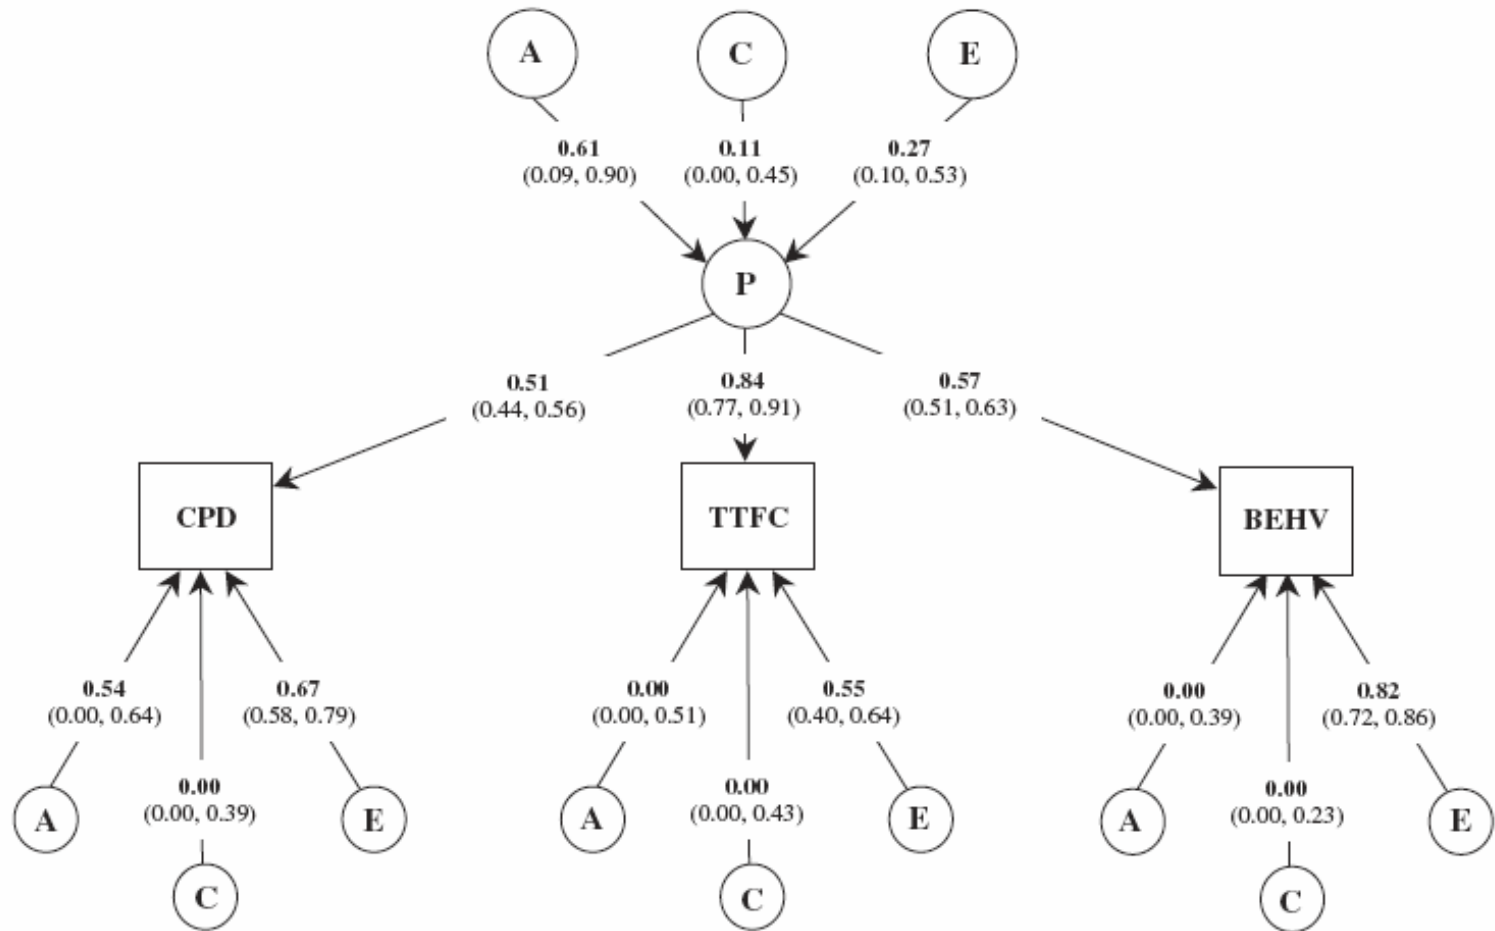 A C E
0.61 0.11 0.27
(0.09, 0.90) (0.00, 0.45) (0.10, 0.53)
P
0.51 0.84 0.57
(0.44, 0.56) (0.77, 0.91) (0.51, 0.63)
CPD TTFC BEHV
0.54 0.67 0.00 0.55 0.00 0.82
(0.00, 0.64) (0.58, 0.79) (0.00, 0.51) (0.40, 0.64) (0.00, 0.39) (0.72, 0.86)
0.00 0.00 0.00
(0.00, 0.39) (0.00, 0.43) (0.00, 0.23)
A E A E A E
C C C